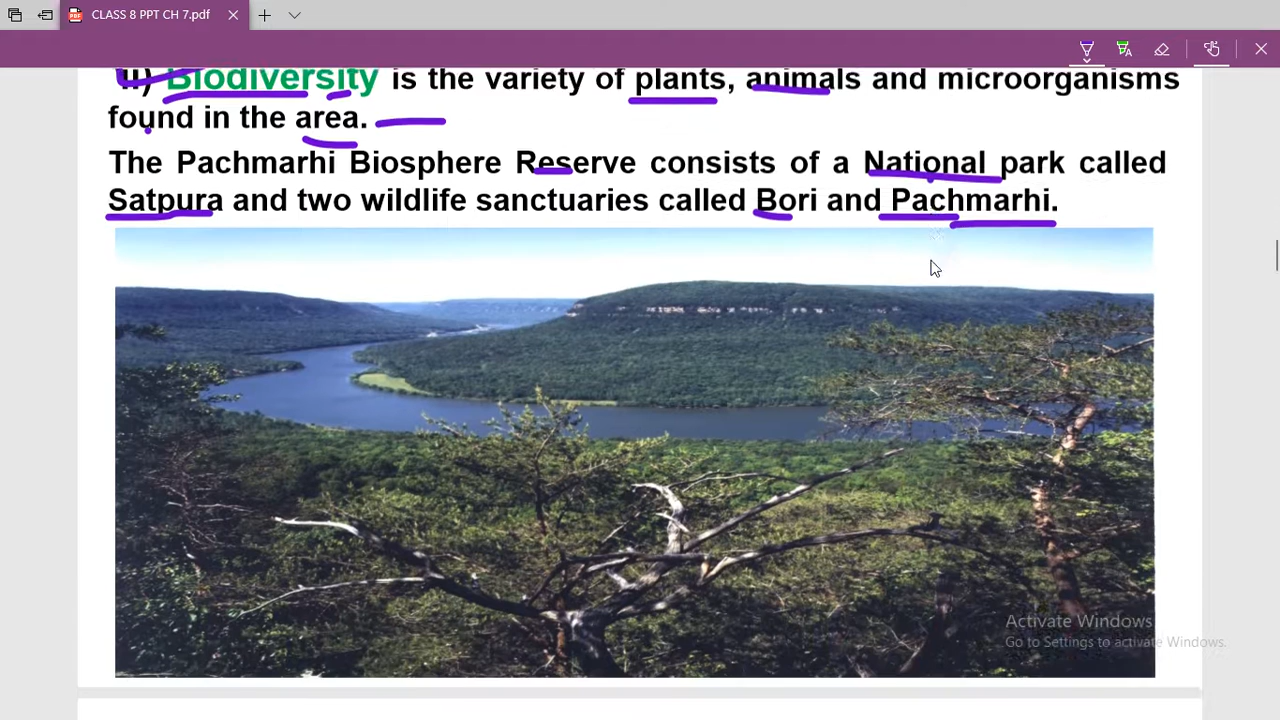 CLASS 8 PPT CH 7.pdf
ii) Biodiversity is the variety of plants, animals and microorganisms
found in the area.
The Pachmarhi Biosphere Reserve consists of a National park called
Satpura and two wildlife sanctuaries called Bori and Pachmarhi.
Activate Windows
Go to Settings to activate Windows.